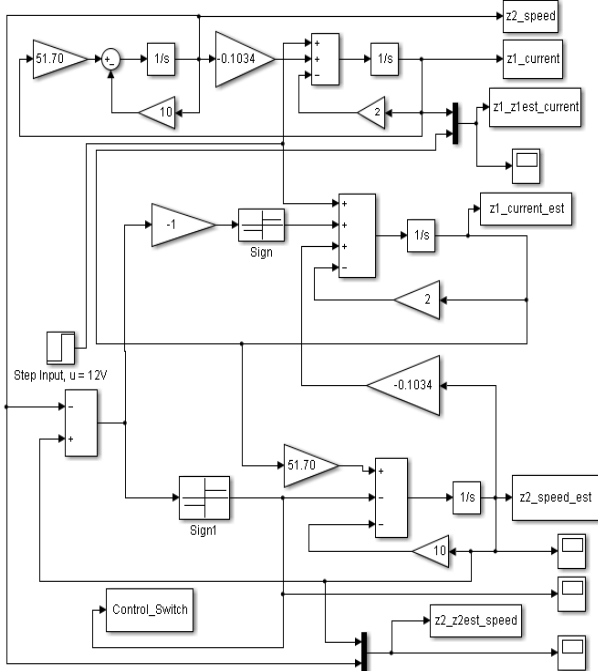 z2_speed
51.70
+
-
1/s
-0.1034
+
+
-
1/s
z1_current
10
2
z1_z1est_current
-1
Sign
+
+
+
-
1/s
z1_current_est
2
Step Input, u = 12V
-0.1034
-
+
51.70
+
-
-
1/s
z2_speed_est
Sign1
10
Control_Switch
z2_z2est_speed